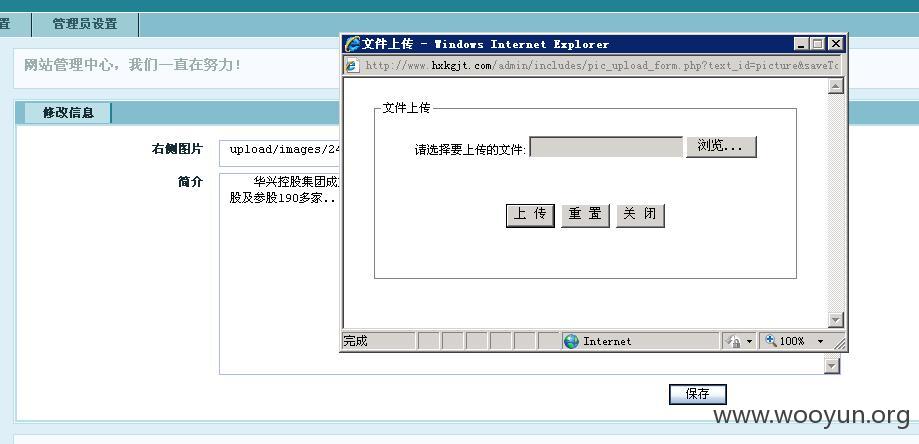 置 管理员设置
网站管理中心，我们一直在努力！
修改信息
右侧图片 upload/images/24
简介 华兴控股集团成
股及参股190多家..
文件上传 - Windows Internet Explorer
http://www.hxkgjt.com/admin/includes/pic_upload_form.php?text_id=picture&saveTo
文件上传
请选择要上传的文件: 浏览...
上 传 重 置 关 闭
完成 Internet 100%
保存
www.wooyun.org